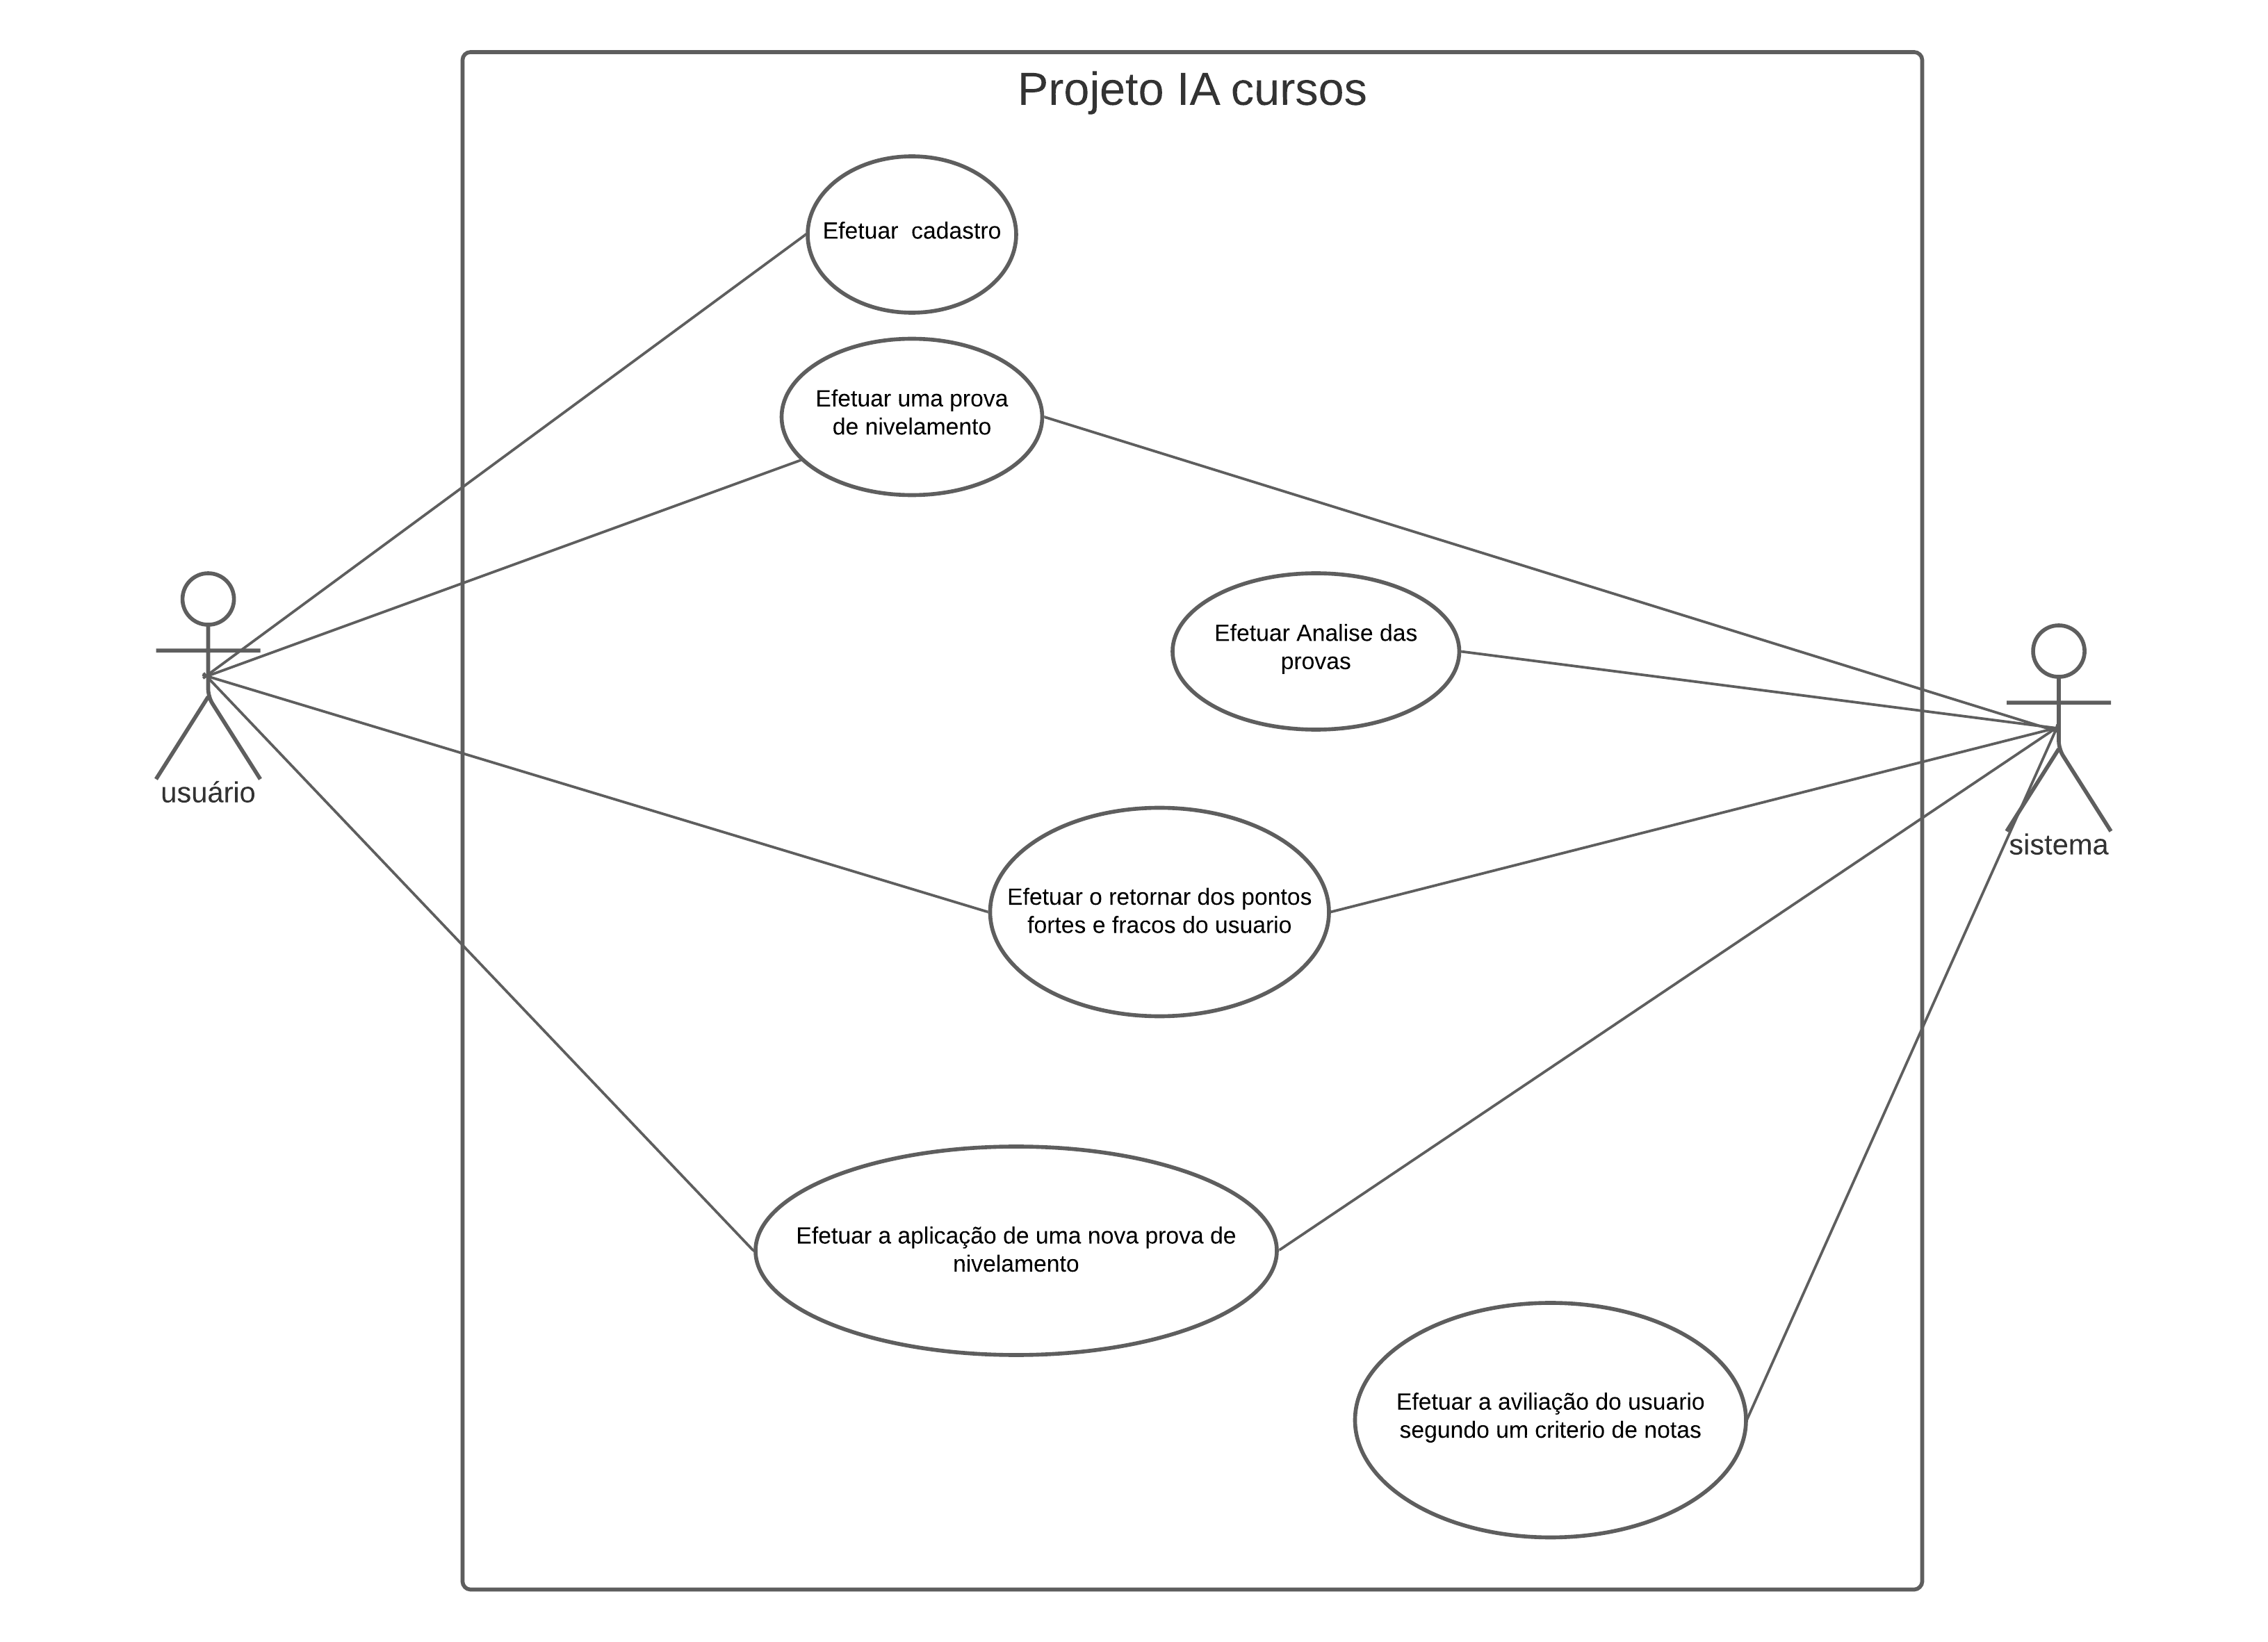 Projeto IA cursos
Efetuar  cadastro
Efetuar uma prova
de nivelamento
Efetuar Analise das
provas
usuário
sistema
Efetuar o retornar dos pontos
fortes e fracos do usuario
Efetuar a aplicação de uma nova prova de
nivelamento
Efetuar a aviliação do usuario
segundo um criterio de notas